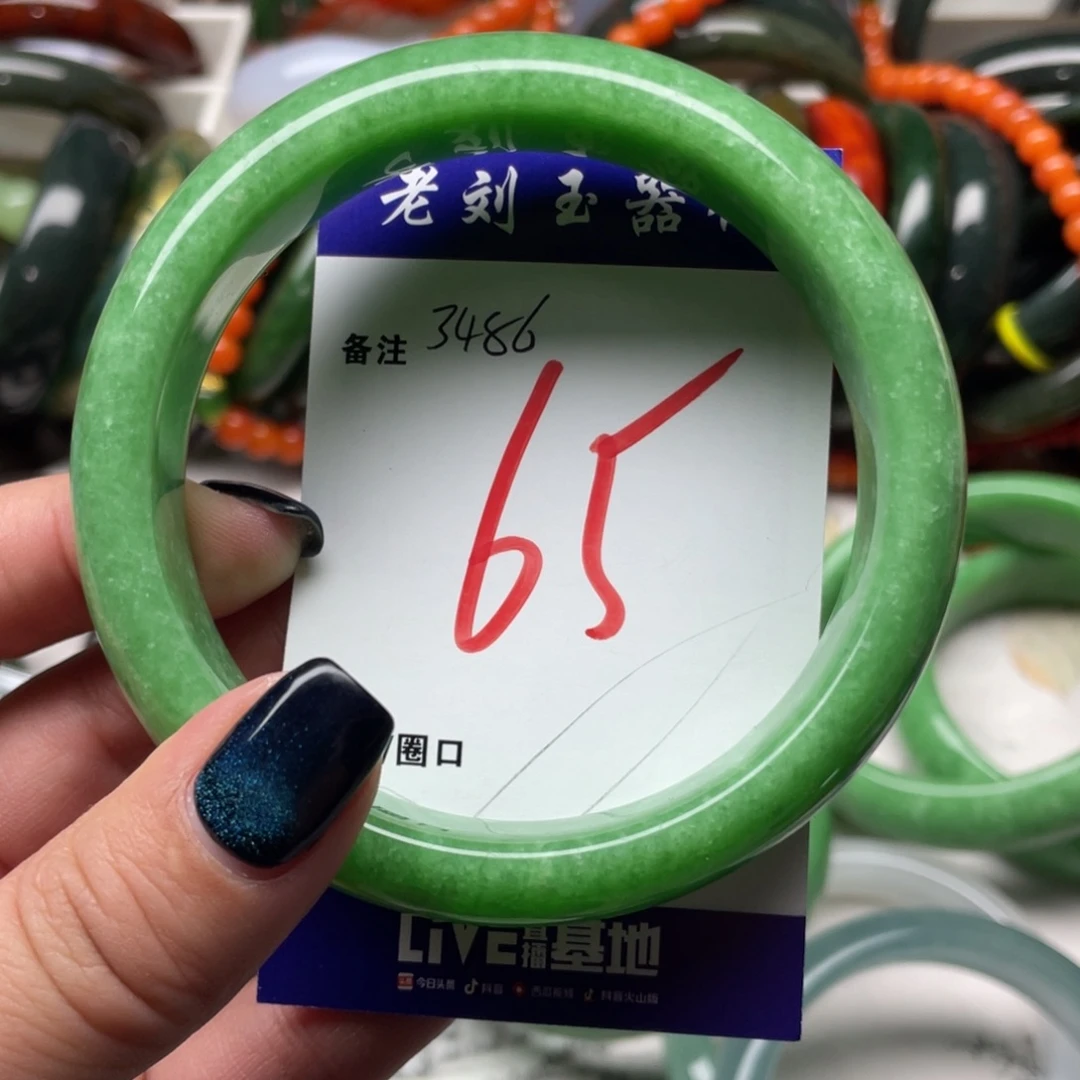 老刘玉器
备注 3486
65
圈口
LIVE直播基地
今日头条 抖音 西瓜视频 抖音火山版